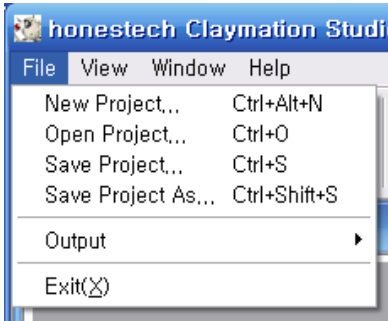 honestech Claymation Studi
File View Window Help
New Project... Ctrl+Alt+N
Open Project... Ctrl+O
Save Project... Ctrl+S
Save Project As... Ctrl+Shift+S
Output
Exit(X)